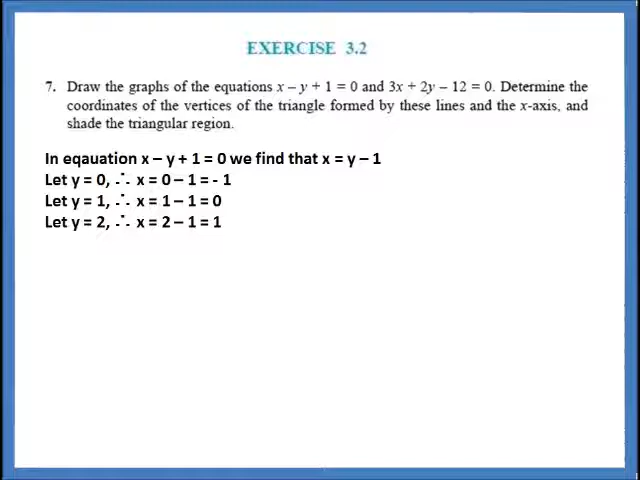 EXERCISE 3.2
7. Draw the graphs of the equations x – y + 1 = 0 and 3x + 2y – 12 = 0. Determine the
coordinates of the vertices of the triangle formed by these lines and the x-axis, and
shade the triangular region.
In eqauation x – y + 1 = 0 we find that x = y – 1
Let y = 0, ∴ x = 0 – 1 = - 1
Let y = 1, ∴ x = 1 – 1 = 0
Let y = 2, ∴ x = 2 – 1 = 1